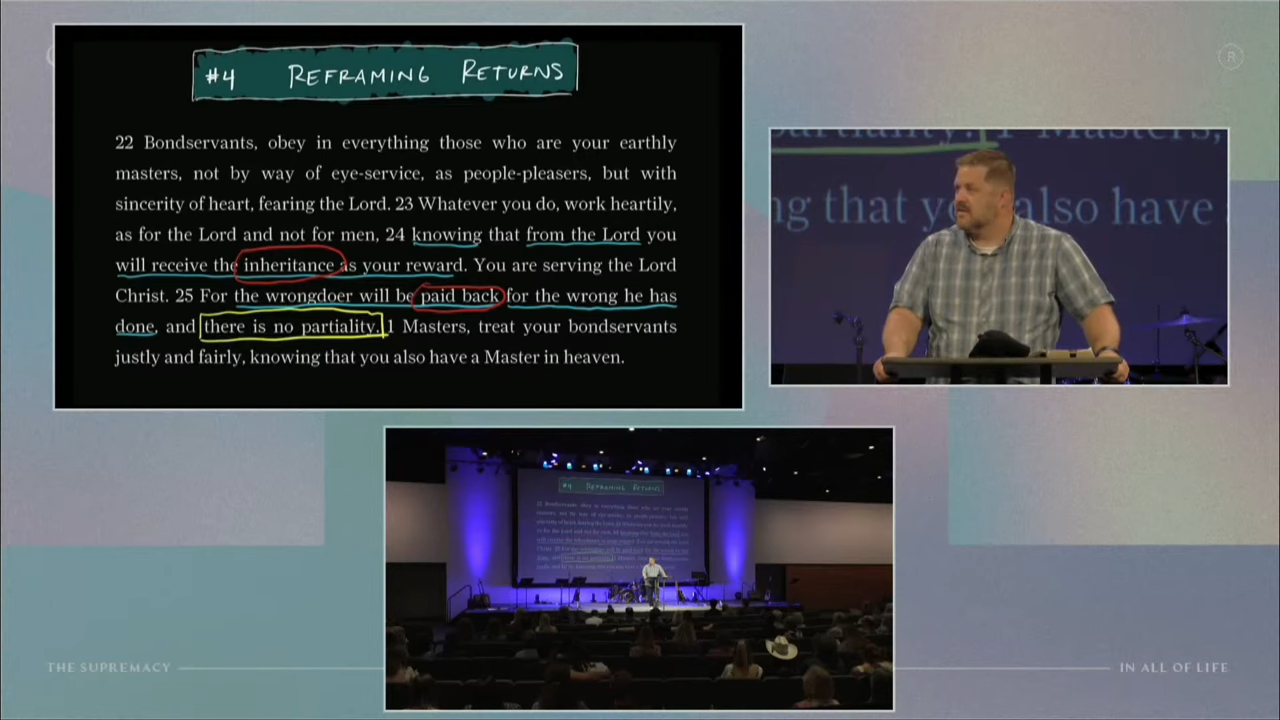 #4 REFRAMING RETURNS
22 Bondservants, obey in everything those who are your earthly
masters, not by way of eye-service, as people-pleasers, but with
sincerity of heart, fearing the Lord. 23 Whatever you do, work heartily,
as for the Lord and not for men, 24 knowing that from the Lord you
will receive the inheritance as your reward. You are serving the Lord
Christ. 25 For the wrongdoer will be paid back for the wrong he has
done, and there is no partiality. 1 Masters, treat your bondservants
justly and fairly, knowing that you also have a Master in heaven.
partiality. 1 Masters,
ng that you also have
#4 REFRAMING RETURNS
THE SUPREMACY
IN ALL OF LIFE